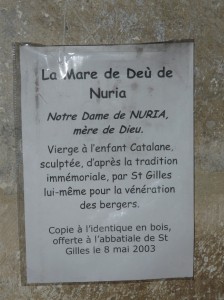 La Mare de Deù de
Nuria
Notre Dame de NURIA,
mère de Dieu.
Vierge à l'enfant Catalane,
sculptée, d'après la tradition
immémoriale, par St Gilles
lui-même pour la vénération
des bergers.
Copie à l'identique en bois,
offerte à l'abbatiale de St
Gilles le 8 mai 2003